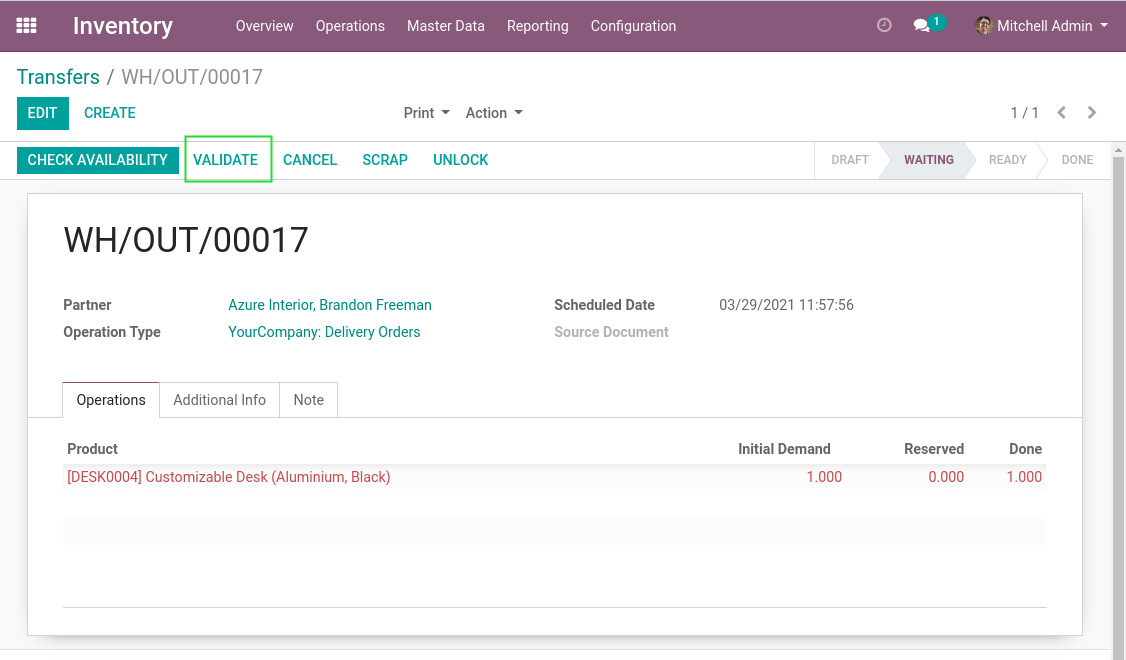 Inventory Overview Operations Master Data Reporting Configuration 1 Mitchell Admin
Transfers / WH/OUT/00017
EDIT CREATE Print Action 1 / 1
CHECK AVAILABILITY VALIDATE CANCEL SCRAP UNLOCK DRAFT WAITING READY DONE
WH/OUT/00017
Partner Azure Interior, Brandon Freeman Scheduled Date 03/29/2021 11:57:56
Operation Type YourCompany: Delivery Orders Source Document
Operations Additional Info Note
Product Initial Demand Reserved Done
[DESK0004] Customizable Desk (Aluminium, Black) 1.000 0.000 1.000